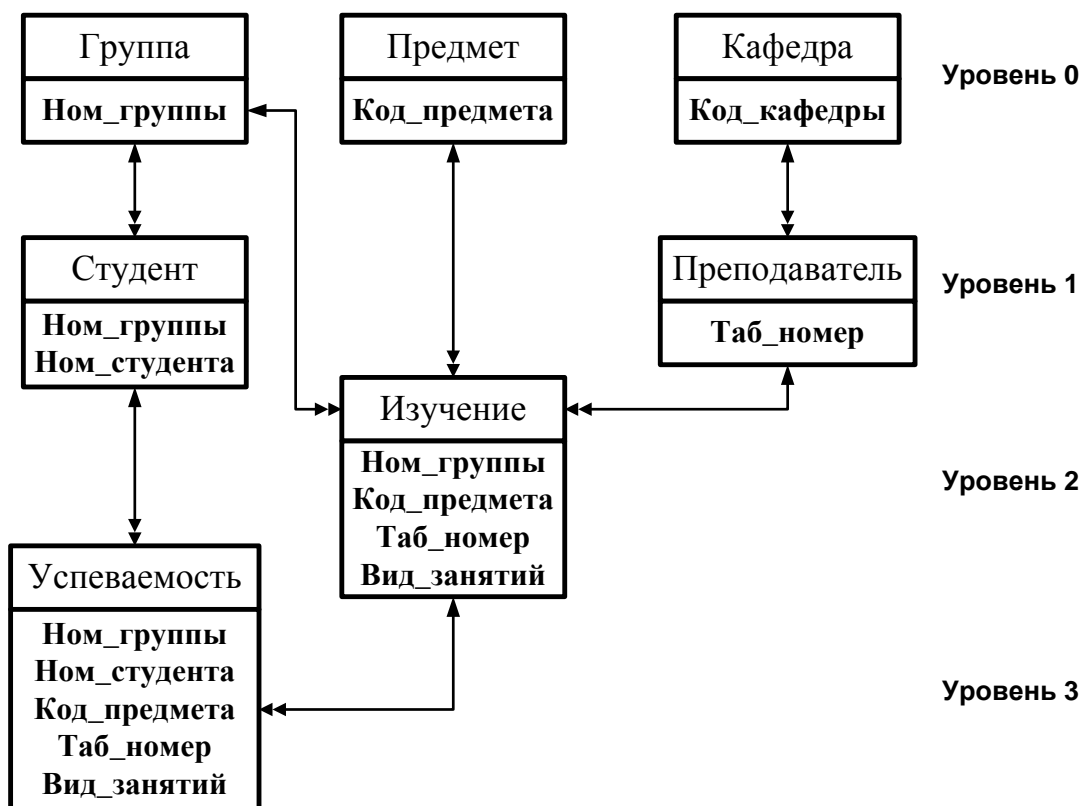 Группа
Предмет
Кафедра
Уровень 0
Ном_группы
Код_предмета
Код_кафедры
Студент
Преподаватель
Уровень 1
Ном_группы
Ном_студента
Таб_номер
Изучение
Ном_группы
Код_предмета
Таб_номер
Вид_занятий
Уровень 2
Успеваемость
Ном_группы
Ном_студента
Код_предмета
Таб_номер
Вид_занятий
Уровень 3